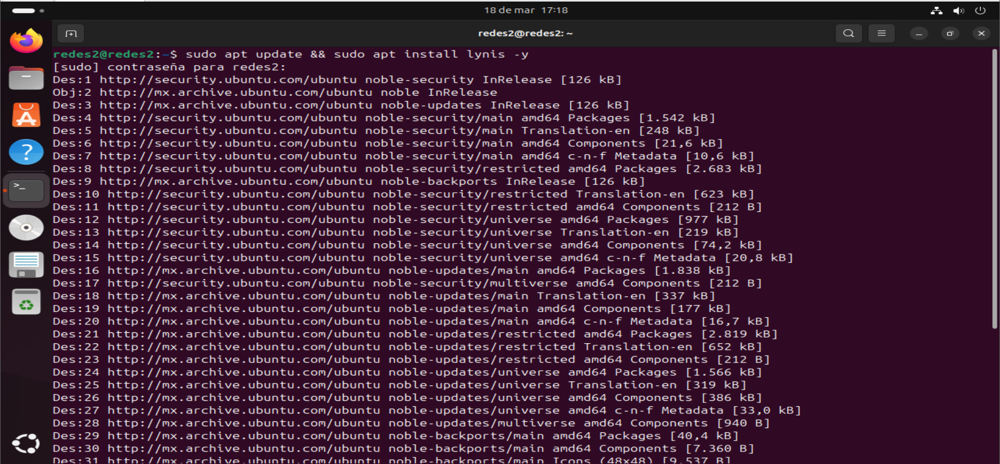 18 de mar 17:18
redes2@redes2: ~
redes2@redes2:~$ sudo apt update && sudo apt install lynis -y
[sudo] contraseña para redes2:
Des:1 http://security.ubuntu.com/ubuntu noble-security InRelease [126 kB]
Obj:2 http://mx.archive.ubuntu.com/ubuntu noble InRelease
Des:3 http://mx.archive.ubuntu.com/ubuntu noble-updates InRelease [126 kB]
Des:4 http://security.ubuntu.com/ubuntu noble-security/main amd64 Packages [1.542 kB]
Des:5 http://security.ubuntu.com/ubuntu noble-security/main Translation-en [248 kB]
Des:6 http://security.ubuntu.com/ubuntu noble-security/main amd64 Components [21,6 kB]
Des:7 http://security.ubuntu.com/ubuntu noble-security/main amd64 c-n-f Metadata [10,6 kB]
Des:8 http://security.ubuntu.com/ubuntu noble-security/restricted amd64 Packages [2.683 kB]
Des:9 http://mx.archive.ubuntu.com/ubuntu noble-backports InRelease [126 kB]
Des:10 http://security.ubuntu.com/ubuntu noble-security/restricted Translation-en [623 kB]
Des:11 http://security.ubuntu.com/ubuntu noble-security/restricted amd64 Components [212 B]
Des:12 http://security.ubuntu.com/ubuntu noble-security/universe amd64 Packages [977 kB]
Des:13 http://security.ubuntu.com/ubuntu noble-security/universe Translation-en [219 kB]
Des:14 http://security.ubuntu.com/ubuntu noble-security/universe amd64 Components [74,2 kB]
Des:15 http://security.ubuntu.com/ubuntu noble-security/universe amd64 c-n-f Metadata [20,8 kB]
Des:16 http://mx.archive.ubuntu.com/ubuntu noble-updates/main amd64 Packages [1.838 kB]
Des:17 http://security.ubuntu.com/ubuntu noble-security/multiverse amd64 Components [212 B]
Des:18 http://mx.archive.ubuntu.com/ubuntu noble-updates/main Translation-en [337 kB]
Des:19 http://mx.archive.ubuntu.com/ubuntu noble-updates/main amd64 Components [177 kB]
Des:20 http://mx.archive.ubuntu.com/ubuntu noble-updates/main amd64 c-n-f Metadata [16,7 kB]
Des:21 http://mx.archive.ubuntu.com/ubuntu noble-updates/restricted amd64 Packages [2.819 kB]
Des:22 http://mx.archive.ubuntu.com/ubuntu noble-updates/restricted Translation-en [652 kB]
Des:23 http://mx.archive.ubuntu.com/ubuntu noble-updates/restricted amd64 Components [212 B]
Des:24 http://mx.archive.ubuntu.com/ubuntu noble-updates/universe amd64 Packages [1.566 kB]
Des:25 http://mx.archive.ubuntu.com/ubuntu noble-updates/universe Translation-en [319 kB]
Des:26 http://mx.archive.ubuntu.com/ubuntu noble-updates/universe amd64 Components [386 kB]
Des:27 http://mx.archive.ubuntu.com/ubuntu noble-updates/universe amd64 c-n-f Metadata [33,0 kB]
Des:28 http://mx.archive.ubuntu.com/ubuntu noble-updates/multiverse amd64 Components [940 B]
Des:29 http://mx.archive.ubuntu.com/ubuntu noble-backports/main amd64 Packages [40,4 kB]
Des:30 http://mx.archive.ubuntu.com/ubuntu noble-backports/main amd64 Components [7.360 B]
Des:31 http://mx.archive.ubuntu.com/ubuntu noble-backports/main Icons (48x48) [9.537 B]